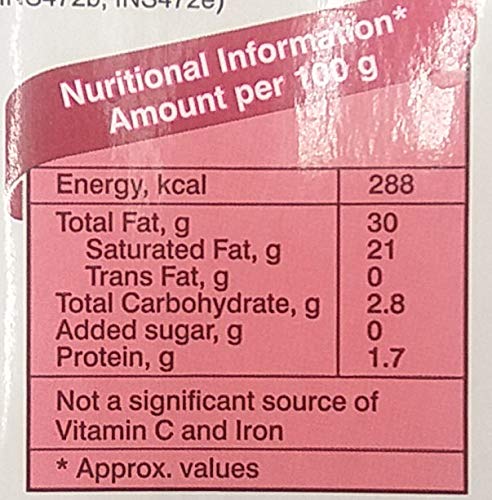 INS472b, INS472e)
Nuritional Information*
Amount per 100 g
Energy, kcal 288
Total Fat, g 30
Saturated Fat, g 21
Trans Fat, g 0
Total Carbohydrate, g 2.8
Added sugar, g 0
Protein, g 1.7
Not a significant source of
Vitamin C and Iron
* Approx. values